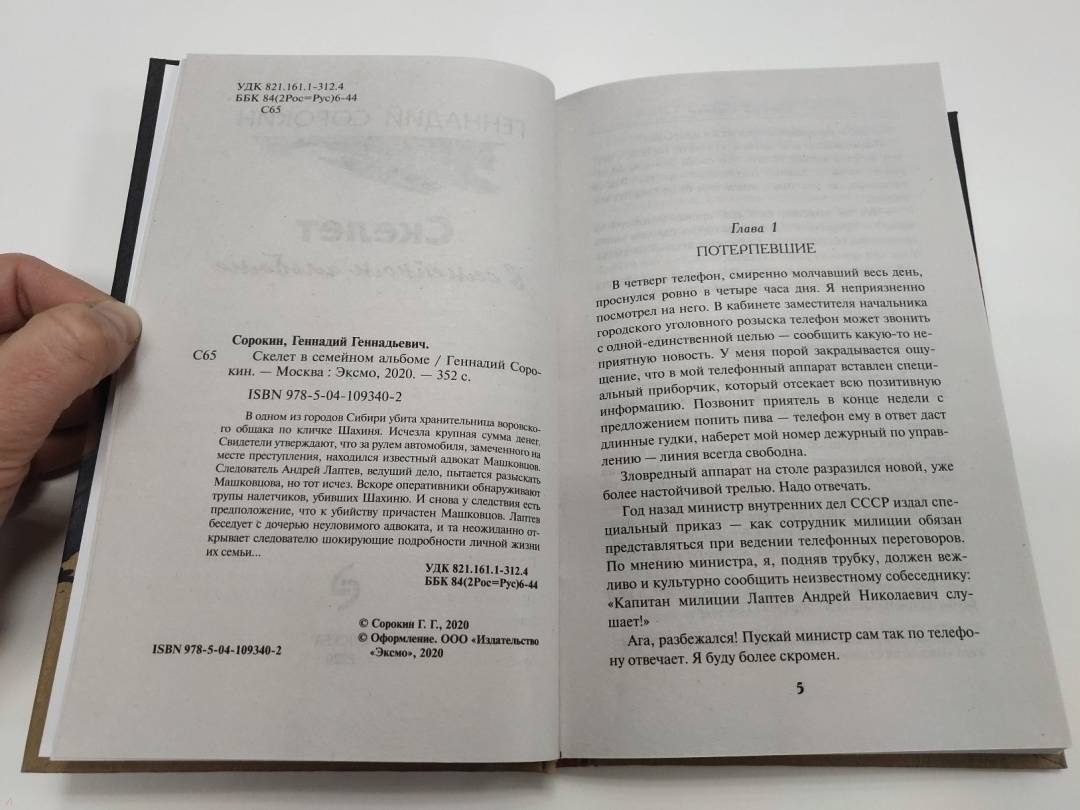 УДК 821.161.1-312.4
ББК 84(2Рос=Рус)6-44
С65
ГЕННАДИЙ СОРОКИН
Скелет
в семейном альбоме
Сорокин, Геннадий Геннадьевич.
С65 Скелет в семейном альбоме / Геннадий Соро-
кин. — Москва : Эксмо, 2020. — 352 с.
ISBN 978-5-04-109340-2
В одном из городов Сибири убита хранительница воровско-
го общака по кличке Шахиня. Исчезла крупная сумма денег.
Свидетели утверждают, что за рулем автомобиля, замеченного на
месте преступления, находился известный адвокат Машковцов.
Следователь Андрей Лаптев, ведущий дело, пытается разыскать
Машковцова, но тот исчез. Вскоре оперативники обнаруживают
трупы налетчиков, убивших Шахиню. И снова у следствия есть
предположение, что к убийству причастен Машковцов. Лаптев
беседует с дочерью неуловимого адвоката, и та неожиданно от-
крывает следователю шокирующие подробности личной жизни
их семьи...
УДК 821.161.1-312.4
ББК 84(2Рос=Рус)6-44
© Сорокин Г. Г., 2020
© Оформление. ООО «Издательство
«Эксмо», 2020
ISBN 978-5-04-109340-2
Глава 1
ПОТЕРПЕВШИЕ
В четверг телефон, смиренно молчавший весь день,
проснулся ровно в четыре часа дня. Я неприязненно
посмотрел на него. В кабинете заместителя начальника
городского уголовного розыска телефон может звонить
с одной-единственной целью — сообщить какую-то не-
приятную новость. У меня порой закрадывается ощу-
щение, что в мой телефонный аппарат вставлен специ-
альный приборчик, который отсекает всю позитивную
информацию. Позвонит приятель в конце недели с
предложением попить пива — телефон ему в ответ даст
длинные гудки, наберет мой номер дежурный по управ-
лению — линия всегда свободна.
Зловредный аппарат на столе разразился новой, уже
более настойчивой трелью. Надо отвечать.
Год назад министр внутренних дел СССР издал спе-
циальный приказ — как сотрудник милиции обязан
представляться при ведении телефонных переговоров.
По мнению министра, я, подняв трубку, должен веж-
ливо и культурно сообщить неизвестному собеседнику:
«Капитан милиции Лаптев Андрей Николаевич слу-
шает!»
Ага, разбежался! Пускай министр сам так по телефо-
ну отвечает. Я буду более скромен.
5